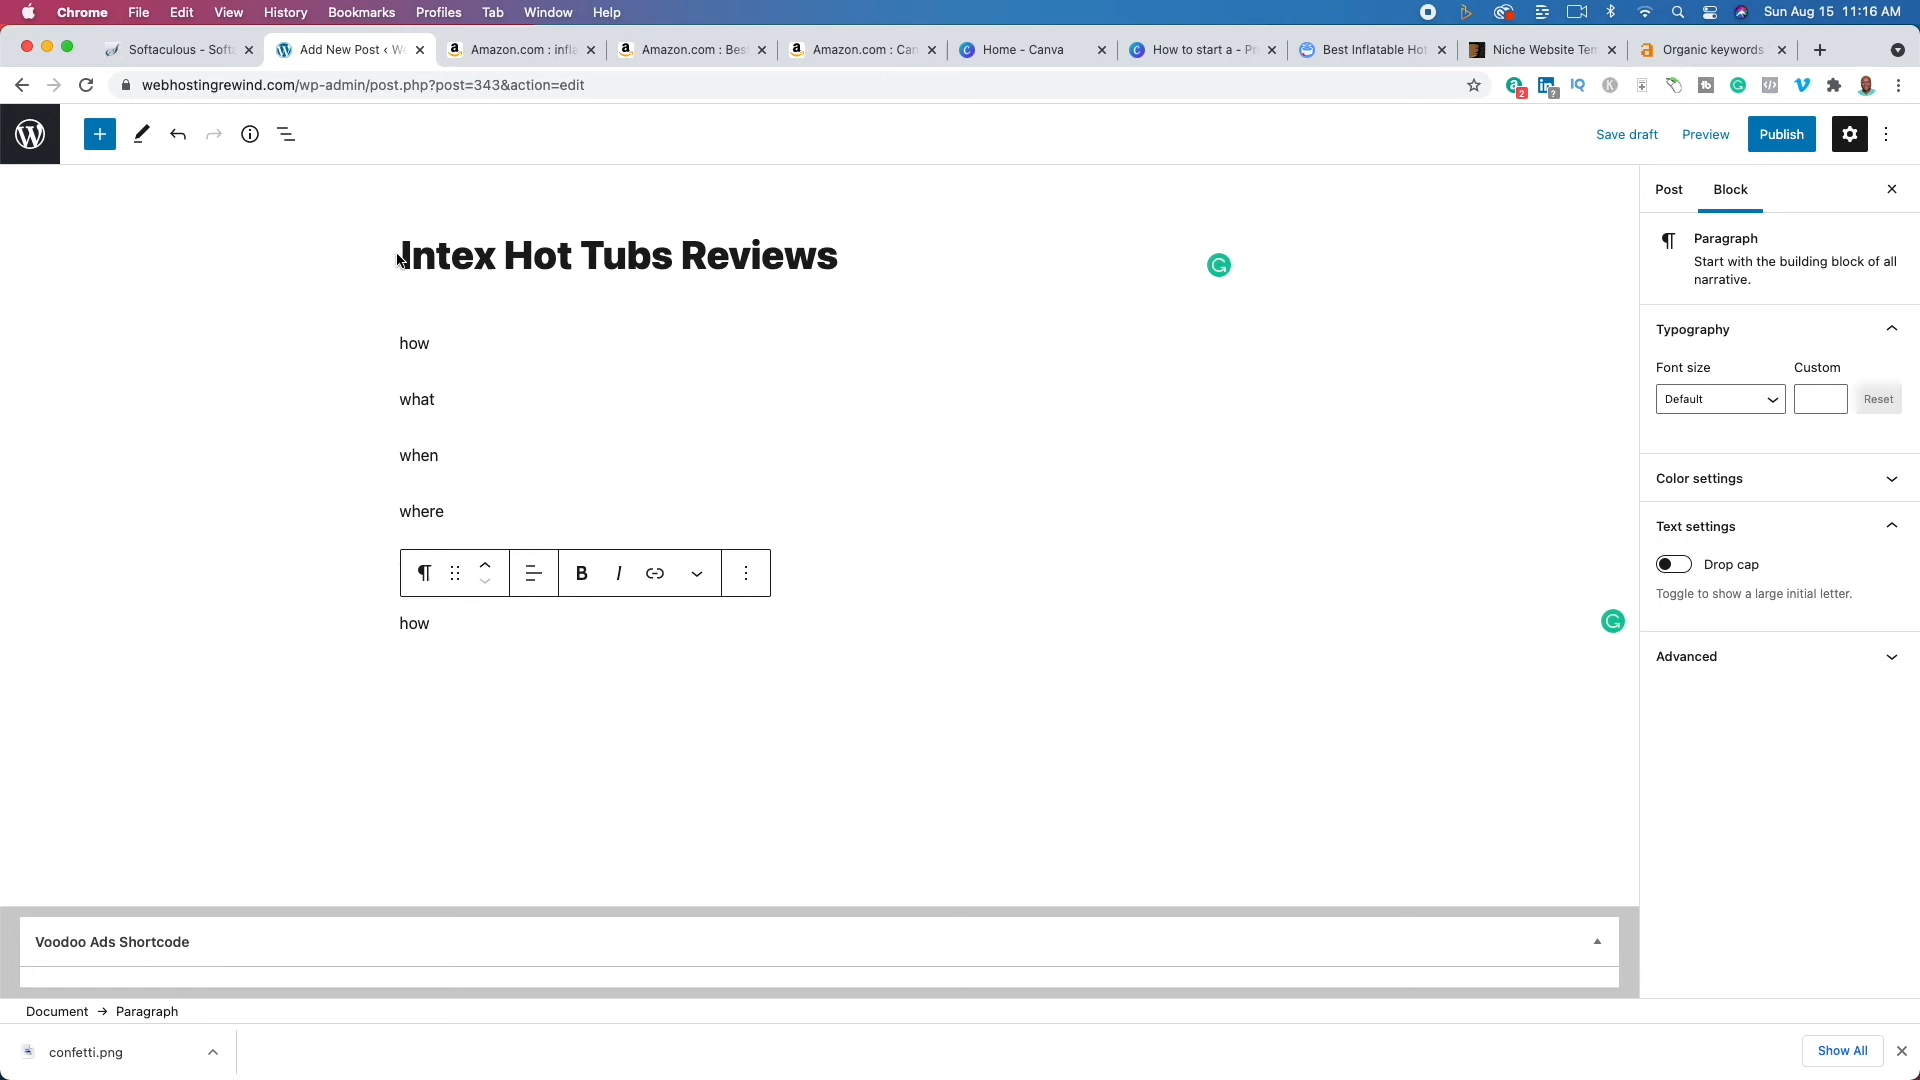 Chrome File Edit View History Bookmarks Profiles Tab Window Help Sun Aug 15 11:16 AM
Softaculous - Softa Add New Post ‹ We Amazon.com : infla Amazon.com : Bes Amazon.com : Can Home - Canva How to start a - Pr Best Inflatable Hot Niche Website Tem Organic keywords
webhostingrewind.com/wp-admin/post.php?post=343&action=edit
Save draft Preview Publish
Post Block
Paragraph
Start with the building block of all
narrative.
Intex Hot Tubs Reviews
how
what
when
where
B I
how
Typography
Font size Custom
Default Reset
Color settings
Text settings
Drop cap
Toggle to show a large initial letter.
Advanced
Voodoo Ads Shortcode
Document → Paragraph
confetti.png Show All